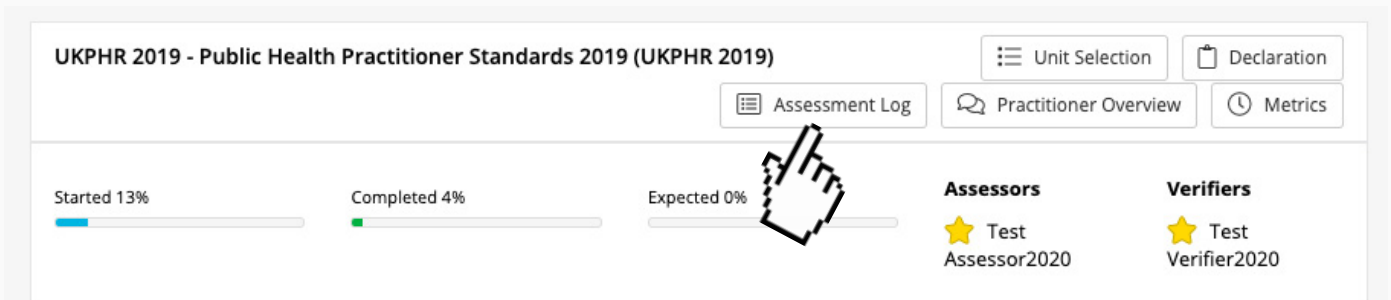 UKPHR 2019 - Public Health Practitioner Standards 2019 (UKPHR 2019)
Unit Selection
Declaration
Assessment Log
Practitioner Overview
Metrics
Started 13%
Completed 4%
Expected 0%
Assessors
Test
Assessor2020
Verifiers
Test
Verifier2020